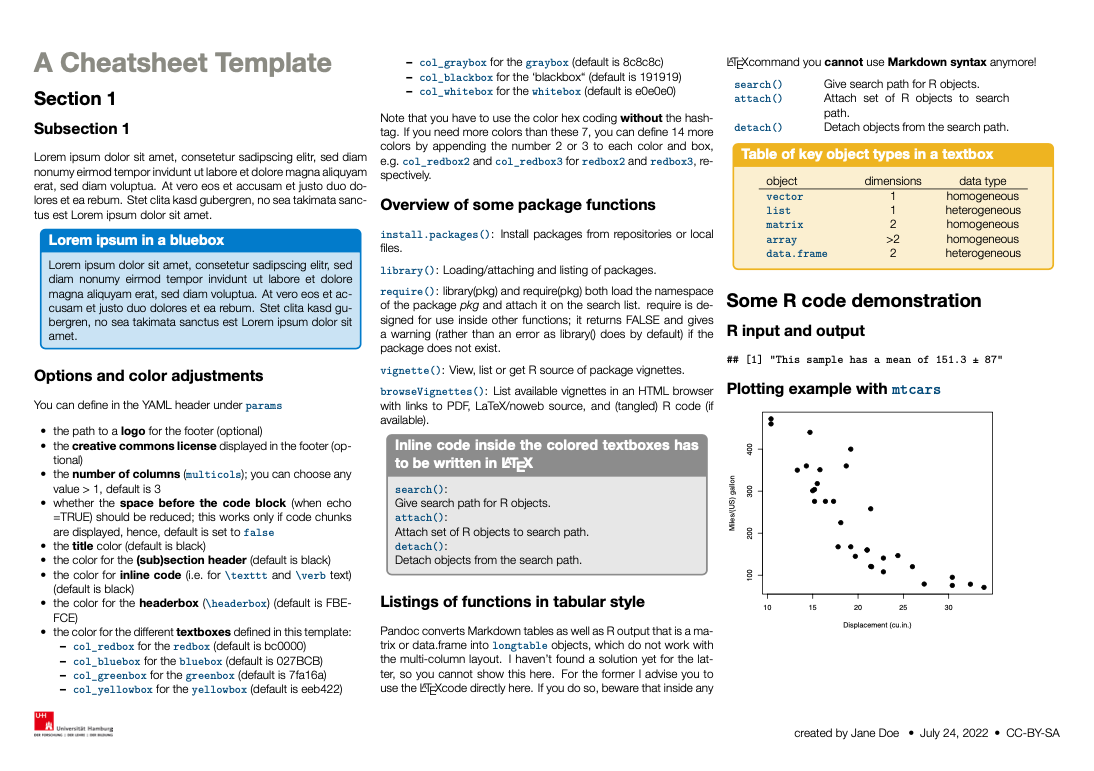 A Cheatsheet Template
Section 1
Subsection 1
Lorem ipsum dolor sit amet, consetetur sadipscing elitr, sed diam
nonumy eirmod tempor invidunt ut labore et dolore magna aliquyam
erat, sed diam voluptua. At vero eos et accusam et justo duo do-
lores et ea rebum. Stet clita kasd gubergren, no sea takimata sanc-
tus est Lorem ipsum dolor sit amet.
Lorem ipsum in a bluebox
Lorem ipsum dolor sit amet, consetetur sadipscing elitr, sed
diam nonumy eirmod tempor invidunt ut labore et dolore
magna aliquyam erat, sed diam voluptua. At vero eos et ac-
cusam et justo duo dolores et ea rebum. Stet clita kasd gu-
bergren, no sea takimata sanctus est Lorem ipsum dolor sit
amet.
Options and color adjustments
You can define in the YAML header under params
• the path to a logo for the footer (optional)
• the creative commons license displayed in the footer (op-
tional)
• the number of columns (multicols); you can choose any
value > 1, default is 3
• whether the space before the code block (when echo
=TRUE) should be reduced; this works only if code chunks
are displayed, hence, default is set to false
• the title color (default is black)
• the color for the (sub)section header (default is black)
• the color for inline code (i.e. for \texttt and \verb text)
(default is black)
• the color for the headerbox (\headerbox) (default is FBE-
FCE)
• the color for the different textboxes defined in this template:
– col_redbox for the redbox (default is bc0000)
– col_bluebox for the bluebox (default is 027BCB)
– col_greenbox for the greenbox (default is 7fa16a)
– col_yellowbox for the yellowbox (default is eeb422)
– col_graybox for the graybox (default is 8c8c8c)
– col_blackbox for the 'blackbox“ (default is 191919)
– col_whitebox for the whitebox (default is e0e0e0)
Note that you have to use the color hex coding without the hash-
tag. If you need more colors than these 7, you can define 14 more
colors by appending the number 2 or 3 to each color and box,
e.g. col_redbox2 and col_redbox3 for redbox2 and redbox3, re-
spectively.
Overview of some package functions
install.packages(): Install packages from repositories or local
files.
library(): Loading/attaching and listing of packages.
require(): library(pkg) and require(pkg) both load the namespace
of the package pkg and attach it on the search list. require is de-
signed for use inside other functions; it returns FALSE and gives
a warning (rather than an error as library() does by default) if the
package does not exist.
vignette(): View, list or get R source of package vignettes.
browseVignettes(): List available vignettes in an HTML browser
with links to PDF, LaTeX/noweb source, and (tangled) R code (if
available).
Inline code inside the colored textboxes has
to be written in LATEX
search():
Give search path for R objects.
attach():
Attach set of R objects to search path.
detach():
Detach objects from the search path.
Listings of functions in tabular style
Pandoc converts Markdown tables as well as R output that is a ma-
trix or data.frame into longtable objects, which do not work with
the multi-column layout. I haven't found a solution yet for the lat-
ter, so you cannot show this here. For the former I advise you to
use the LATEXcode directly here. If you do so, beware that inside any
LATEXcommand you cannot use Markdown syntax anymore!
search() Give search path for R objects.
attach() Attach set of R objects to search
path.
detach() Detach objects from the search path.
Table of key object types in a textbox
object dimensions data type
vector 1 homogeneous
list 1 heterogeneous
matrix 2 homogeneous
array >2 homogeneous
data.frame 2 heterogeneous
Some R code demonstration
R input and output
## [1] "This sample has a mean of 151.3 ± 87"
Plotting example with mtcars
Miles/(US) gallon
400
300
200
100
10 15 20 25 30
Displacement (cu.in.)
UH
Universität Hamburg
DER FORSCHUNG | DER LEHRE | DER BILDUNG
created by Jane Doe • July 24, 2022 • CC-BY-SA